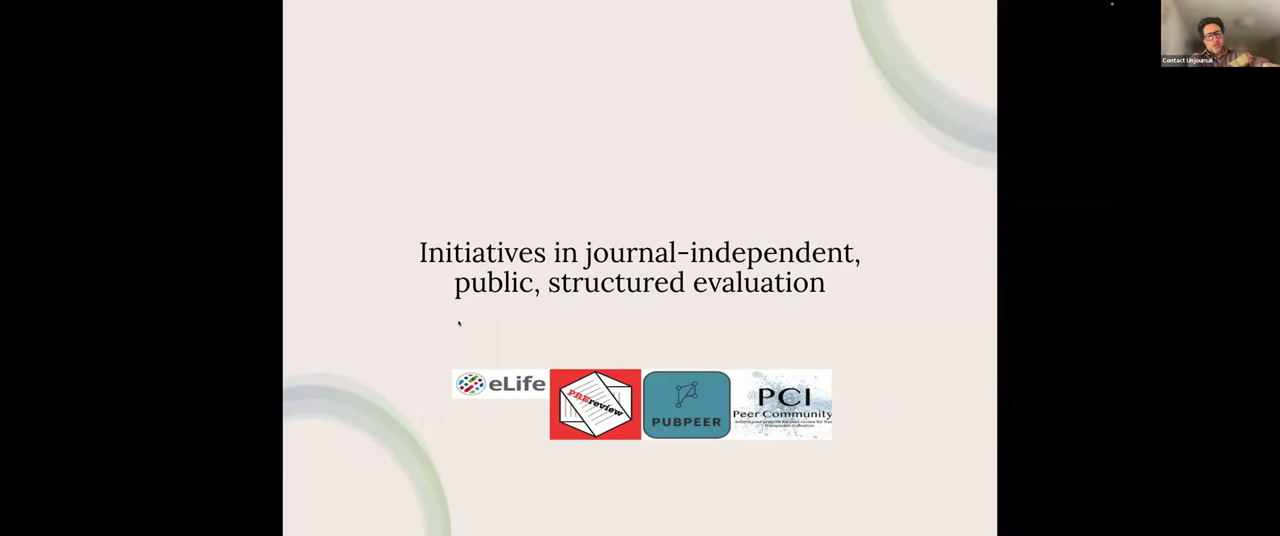 Contact Unjournal
Initiatives in journal-independent,
public, structured evaluation
eLife
PREreview
PUBPEER
PCI
Peer Community